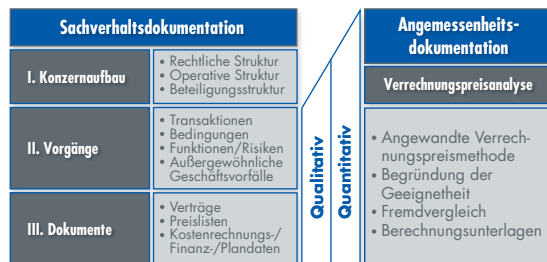 Sachverhaltsdokumentation
I. Konzernaufbau
• Rechtliche Struktur
• Operative Struktur
• Beteiligungsstruktur
II. Vorgänge
• Transaktionen
• Bedingungen
• Funktionen/Risiken
• Außergewöhnliche
Geschäftsvorfälle
III. Dokumente
• Verträge
• Preislisten
• Kostenrechnungs-/
Finanz-/Plandaten
Qualitativ
Quantitativ
Angemessenheits-
dokumentation
Verrechnungspreisanalyse
• Angewandte Verrech-
nungspreismethode
• Begründung der
Geeignetheit
• Fremdvergleich
• Berechnungsunterlagen